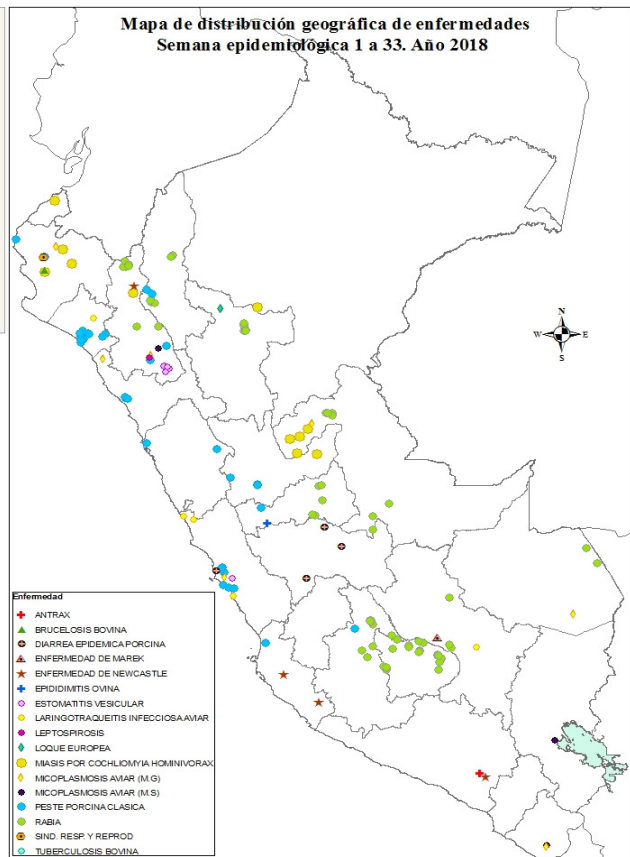 Mapa de distribución geográfica de enfermedades
Semana epidemiológica 1 a 33. Año 2018
N
W E
S
Enfermedad
ANTRAX
BRUCELOSIS BOVINA
DIARREA EPIDEMICA PORCINA
ENFERMEDAD DE MAREK
ENFERMEDAD DE NEWCASTLE
EPIDIDIMITIS OVINA
ESTOMATITIS VESICULAR
LARINGOTRAQUEITIS INFECCIOSA AVIAR
LEPTOSPIROSIS
LOQUE EUROPEA
MIASIS POR COCHLIOMYIA HOMINIVORAX
MICOPLASMOSIS AVIAR (M.G)
MICOPLASMOSIS AVIAR (M.S)
PESTE PORCINA CLASICA
RABIA
SIND. RESP. Y REPROD
TUBERCULOSIS BOVINA